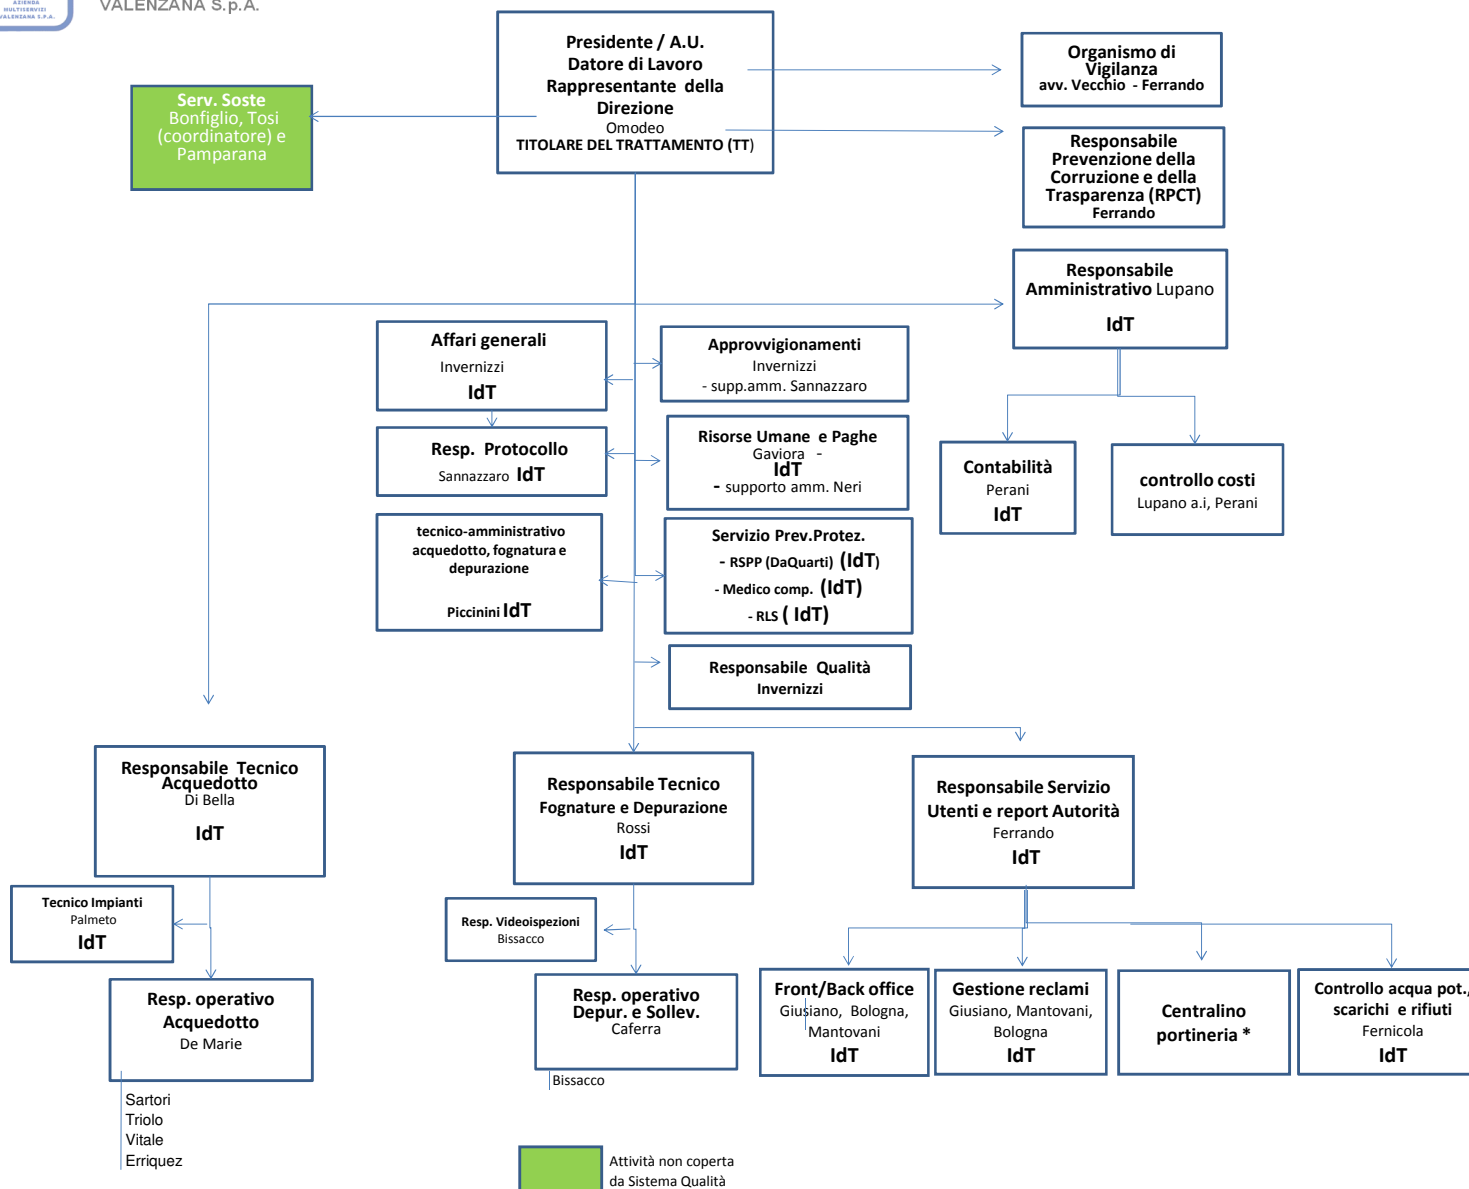 AZIENDA
MULTISERVIZI
VALENZANA S.P.A.
VALENZANA S.p.A.
Presidente / A.U.
Datore di Lavoro
Rappresentante della
Direzione
Omodeo
TITOLARE DEL TRATTAMENTO (TT)
Organismo di
Vigilanza
avv. Vecchio - Ferrando
Serv. Soste
Bonfiglio, Tosi
(coordinatore) e
Pamparana
Responsabile
Prevenzione della
Corruzione e della
Trasparenza (RPCT)
Ferrando
Responsabile
Amministrativo Lupano
IdT
Affari generali
Invernizzi
IdT
Approvvigionamenti
Invernizzi
- supp.amm. Sannazzaro
Resp. Protocollo
Sannazzaro IdT
Risorse Umane e Paghe
Gaviora -
IdT
- supporto amm. Neri
Contabilità
Perani
IdT
controllo costi
Lupano a.i, Perani
tecnico-amministrativo
acquedotto, fognatura e
depurazione
Piccinini IdT
Servizio Prev.Protez.
- RSPP (DaQuarti) (IdT)
- Medico comp. (IdT)
- RLS ( IdT)
Responsabile Qualità
Invernizzi
Responsabile Tecnico
Acquedotto
Di Bella
IdT
Responsabile Tecnico
Fognature e Depurazione
Rossi
IdT
Responsabile Servizio
Utenti e report Autorità
Ferrando
IdT
Tecnico Impianti
Palmeto
IdT
Resp. Videoispezioni
Bissacco
Resp. operativo
Acquedotto
De Marie
Resp. operativo
Depur. e Sollev.
Caferra
Front/Back office
Giusiano, Bologna,
Mantovani
IdT
Gestione reclami
Giusiano, Mantovani,
Bologna
IdT
Centralino
portineria *
Controllo acqua pot.,
scarichi e rifiuti
Fernicola
IdT
Bissacco
Sartori
Triolo
Vitale
Erriquez
Attività non coperta
da Sistema Qualità